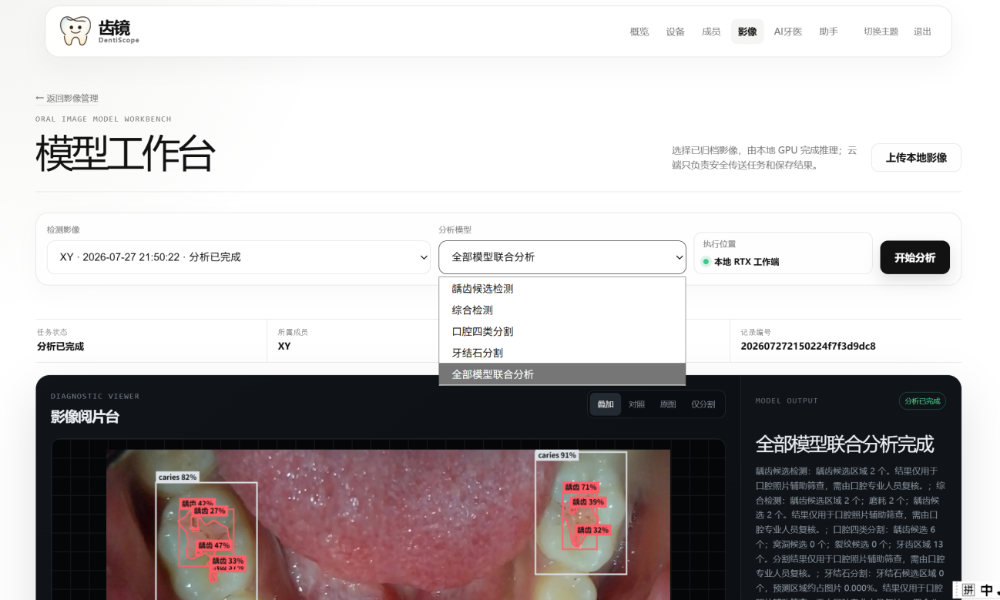 齿镜
DentiScope
概览 设备 成员 影像 AI牙医 助手 切换主题 退出
← 返回影像管理
ORAL IMAGE MODEL WORKBENCH
模型工作台
选择已归档影像，由本地 GPU 完成推理；云
端只负责安全传送任务和保存结果。
上传本地影像
检测影像
XY · 2026-07-27 21:50:22 · 分析已完成
分析模型
全部模型联合分析
执行位置
本地 RTX 工作端
开始分析
龋齿候选检测
综合检测
口腔四类分割
牙结石分割
全部模型联合分析
任务状态
分析已完成
所属成员
XY
记录编号
202607272150224f7f3d9dc8
DIAGNOSTIC VIEWER
影像阅片台
叠加 对照 原图 仅分割
caries 82%
龋齿 42%
龋齿 27%
龋齿 47%
龋齿 33%
龋齿 37%
caries 91%
龋齿 71%
龋齿 39%
龋齿 32%
MODEL OUTPUT
分析已完成
全部模型联合分析完成
龋齿候选检测：龋齿候选区域 2 个。结果仅用于
口腔照片辅助筛查，需由口腔专业人员复核。；综
合检测：龋齿候选区域 2 个；磨耗 2 个；龋齿候
选 2 个。结果仅用于口腔照片辅助筛查，需由口
腔专业人员复核。；口腔四类分割：龋齿候选 6
个；窝洞候选 0 个；裂纹候选 0 个；牙齿区域 13
个。分割结果仅用于口腔照片辅助筛查，需由口腔
专业人员复核。；牙结石分割：牙结石候选区域 0
个，预测区域约占图片 0.000%。结果仅用于口腔
拼 中